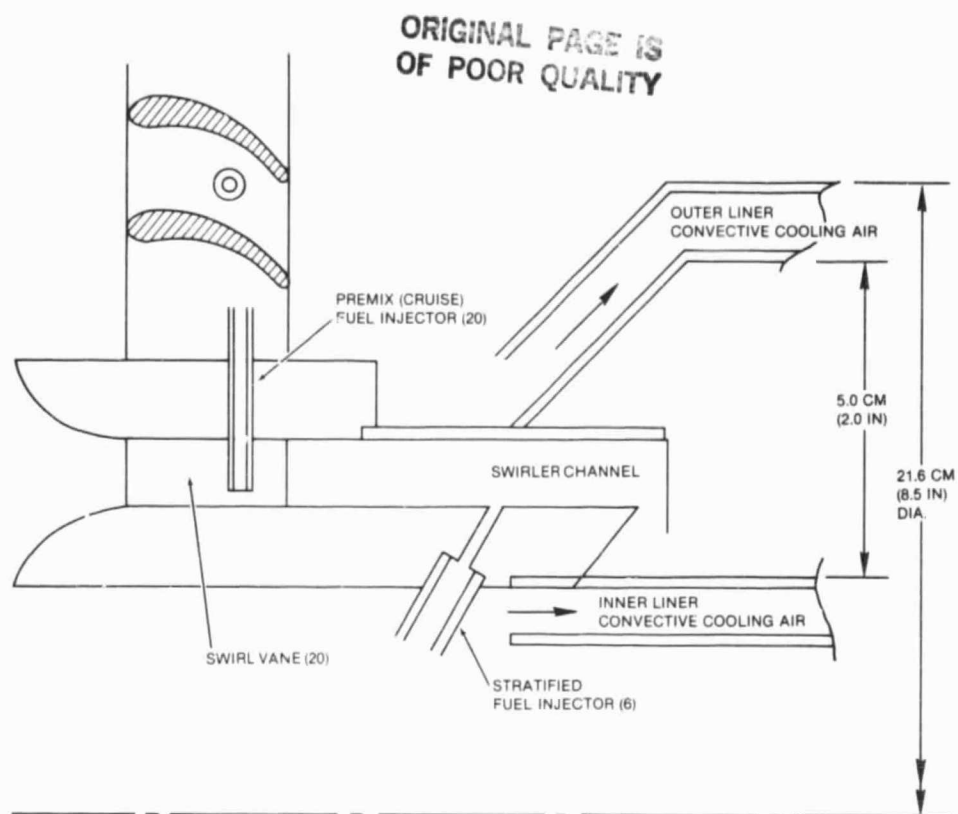 ORIGINAL PAGE IS
OF POOR QUALITY
OUTER LINER
CONVECTIVE COOLING AIR
PREMIX (CRUISE)
FUEL INJECTOR (20)
5.0 CM
(2.0 IN)
SWIRLER CHANNEL
21.6 CM
(8.5 IN)
DIA.
INNER LINER
CONVECTIVE COOLING AIR
SWIRL VANE (20)
STRATIFIED
FUEL INJECTOR (6)